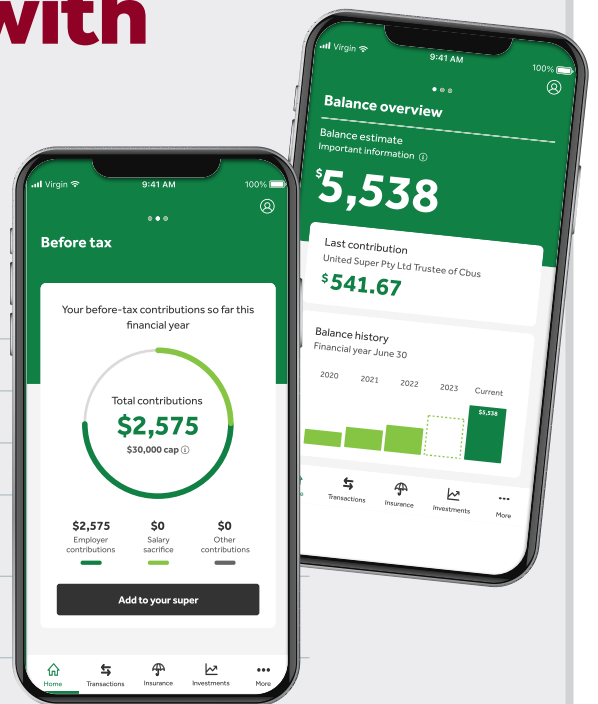 with
Virgin
9:41 AM
100%
Before tax
Your before-tax contributions so far this
financial year
Total contributions
$2,575
$30,000 cap
$2,575
Employer
contributions
$0
Salary
sacrifice
$0
Other
contributions
Add to your super
Home
Transactions
Insurance
Investments
More
Virgin
9:41 AM
100%
Balance overview
Balance estimate
Important information
$5,538
Last contribution
United Super Pty Ltd Trustee of Cbus
$541.67
Balance history
Financial year June 30
2020
2021
2022
2023
Current
$5,538
Transactions
Insurance
Investments
More